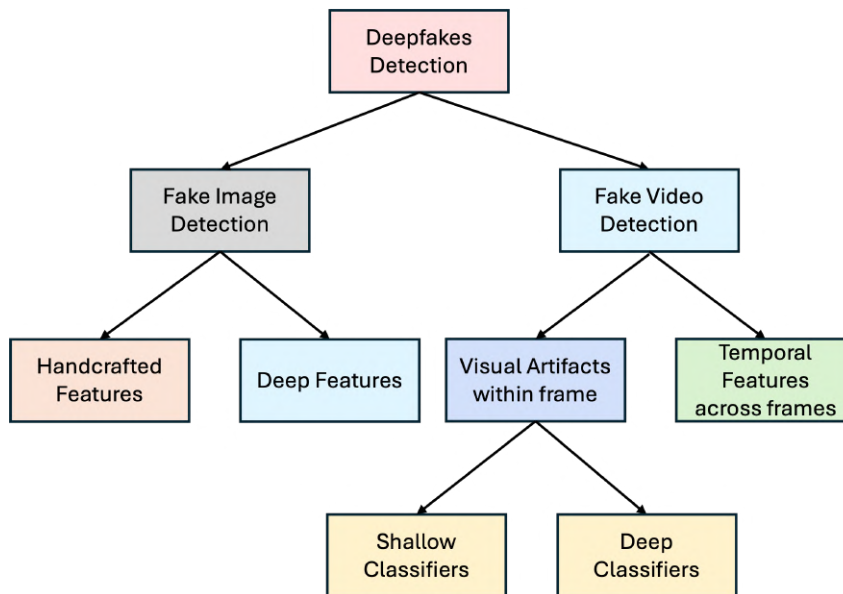 Deepfakes
Detection
Fake Image
Detection
Fake Video
Detection
Handcrafted
Features
Deep Features
Visual Artifacts
within frame
Temporal
Features
across frames
Shallow
Classifiers
Deep
Classifiers